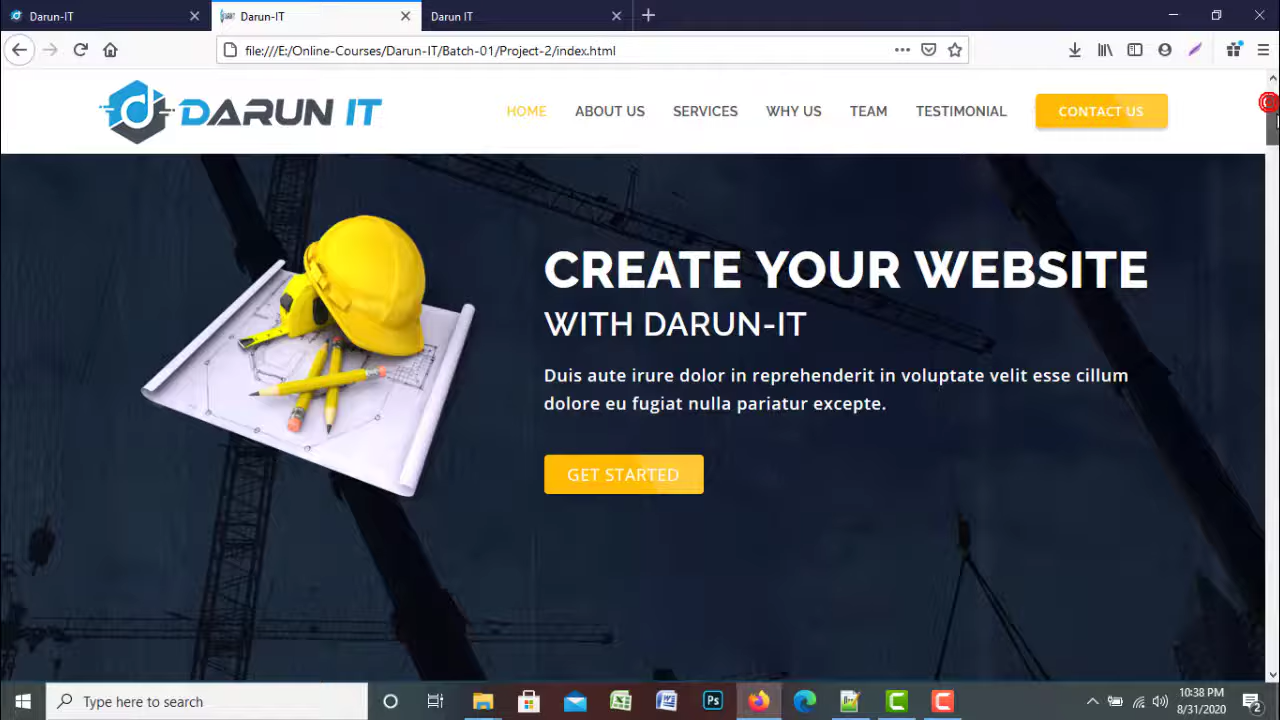 Darun-IT
Darun-IT
Darun IT
file:///E:/Online-Courses/Darun-IT/Batch-01/Project-2/index.html
DARUN IT
HOME
ABOUT US
SERVICES
WHY US
TEAM
TESTIMONIAL
CONTACT US
CREATE YOUR WEBSITE
WITH DARUN-IT
Duis aute irure dolor in reprehenderit in voluptate velit esse cillum
dolore eu fugiat nulla pariatur excepte.
GET STARTED
Type here to search
Ps
10:38 PM
8/31/2020
2